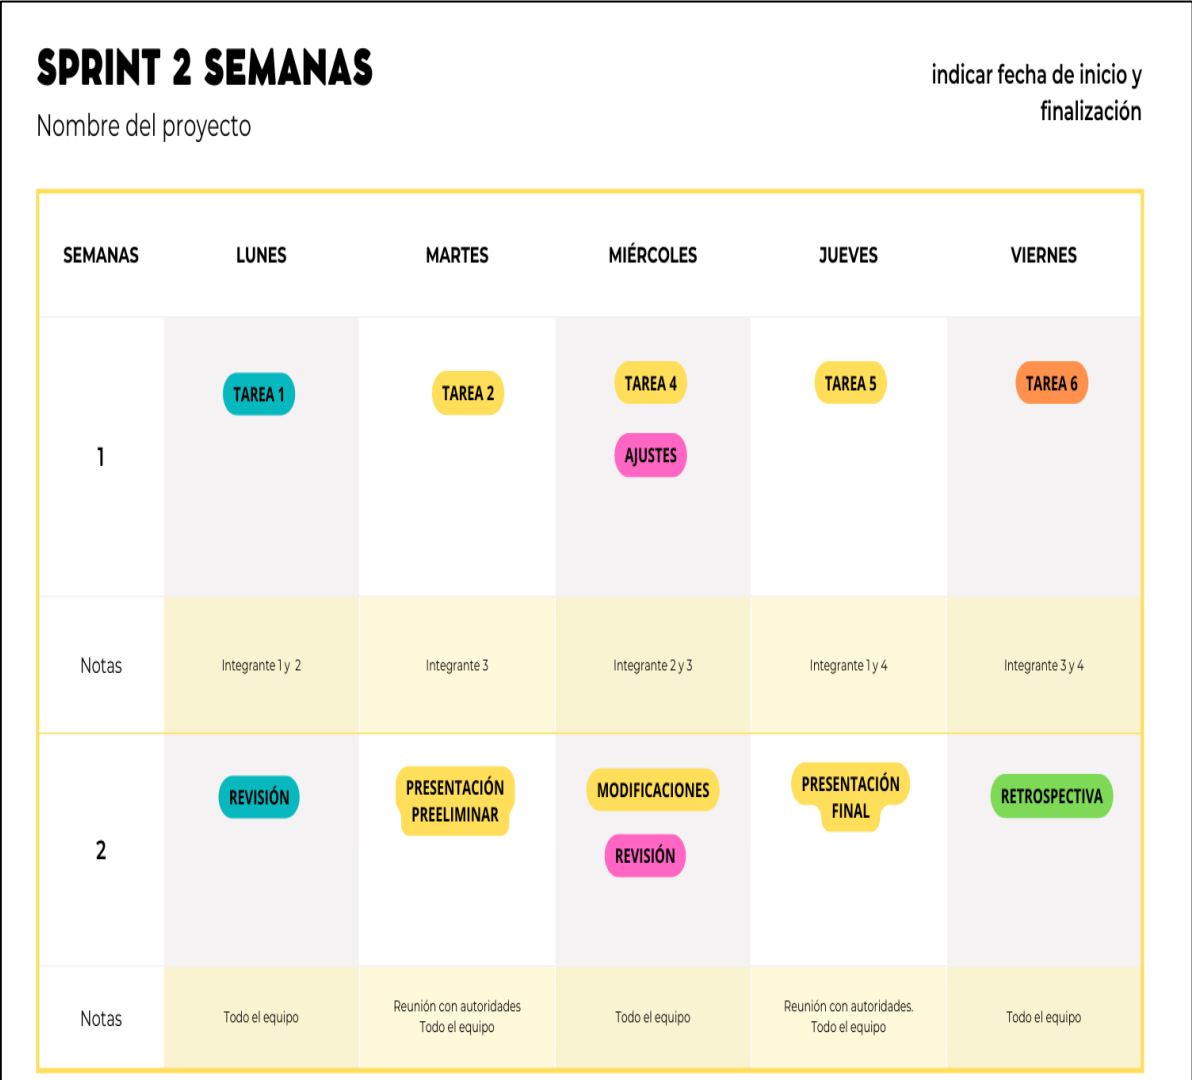 SPRINT 2 SEMANAS
Nombre del proyecto
indicar fecha de inicio y
finalización
SEMANAS LUNES MARTES MIÉRCOLES JUEVES VIERNES
1
TAREA 1
TAREA 2
TAREA 4
AJUSTES
TAREA 5
TAREA 6
Notas
Integrante 1 y 2
Integrante 3
Integrante 2 y 3
Integrante 1 y 4
Integrante 3 y 4
2
REVISIÓN
PRESENTACIÓN
PREELIMINAR
MODIFICACIONES
REVISIÓN
PRESENTACIÓN
FINAL
RETROSPECTIVA
Notas
Todo el equipo
Reunión con autoridades
Todo el equipo
Todo el equipo
Reunión con autoridades.
Todo el equipo
Todo el equipo